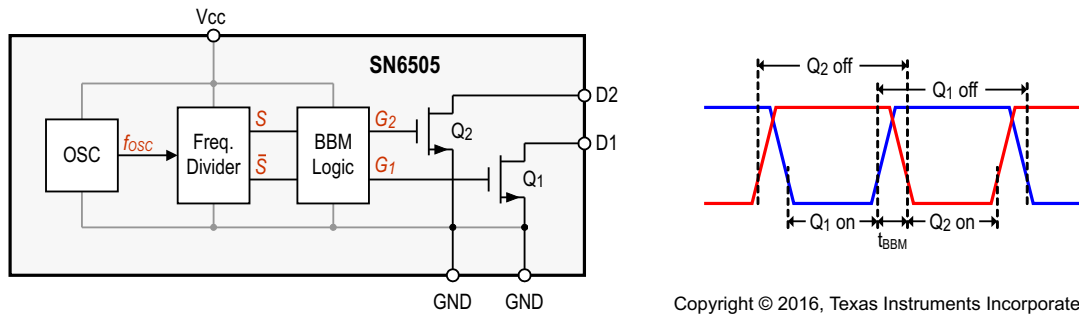 Vcc
SN6505
OSC
fOSC
Freq.
Divider
S
S̅
BBM
Logic
G2
G1
Q2
Q1
D2
D1
GND
GND
Q2 off
Q1 off
Q1 on
tBBM
Q2 on
Copyright © 2016, Texas Instruments Incorporate